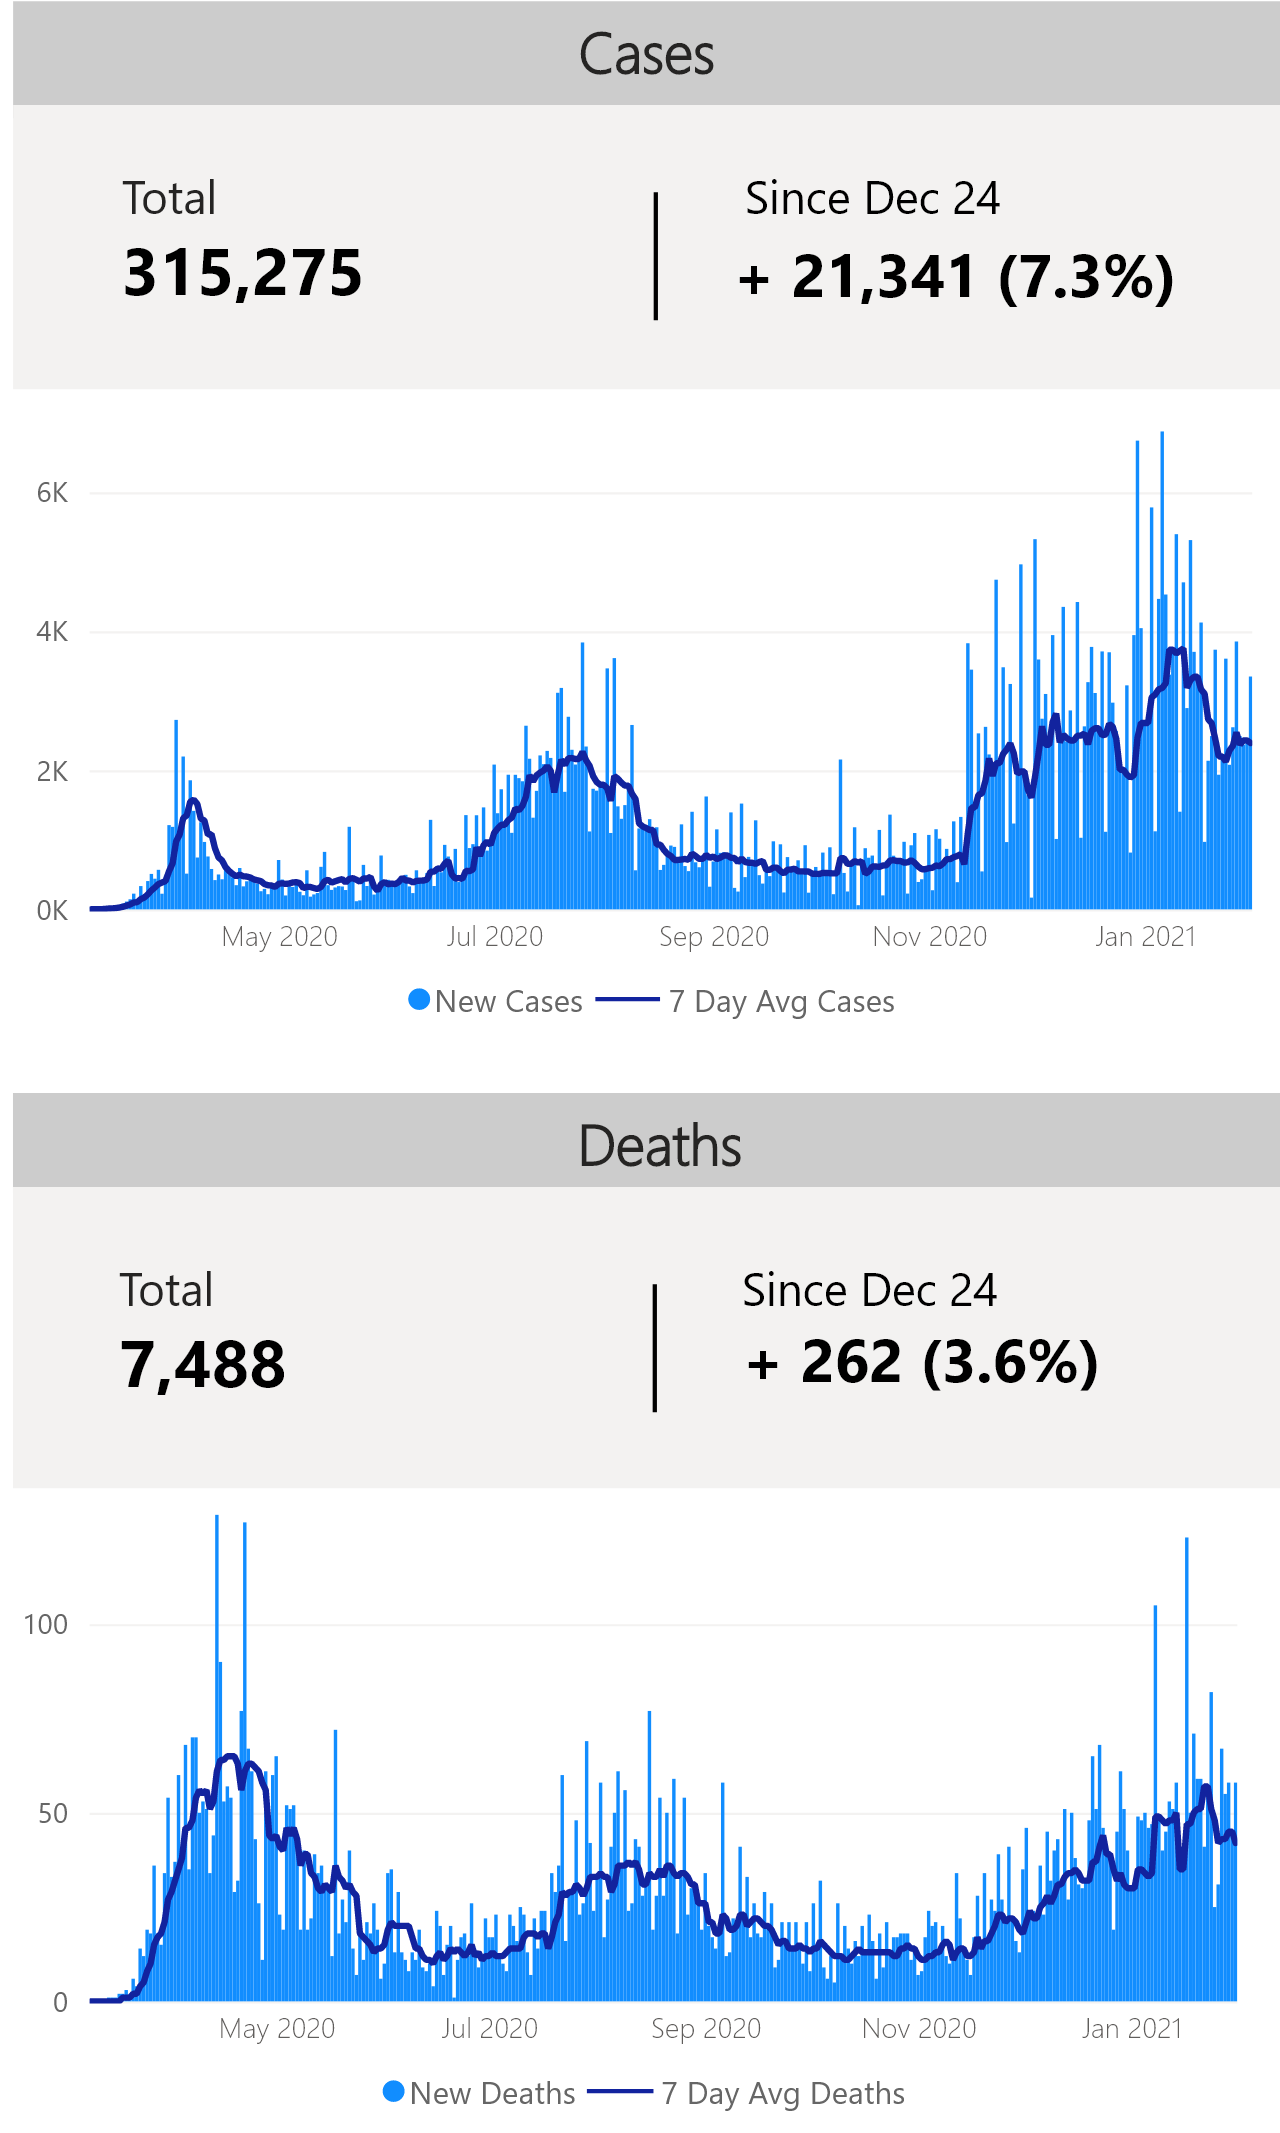 Cases
Total
Since Dec 24
315,275
+ 21,341 (7.3%)
6K
4K
2K
0K
May 2020
Jul 2020
Sep 2020
Nov 2020
Jan 2021
New Cases
7 Day Avg Cases
Deaths
Total
Since Dec 24
7,488
+ 262 (3.6%)
100
50
0
May 2020
Jul 2020
Sep 2020
Nov 2020
Jan 2021
New Deaths
7 Day Avg Deaths